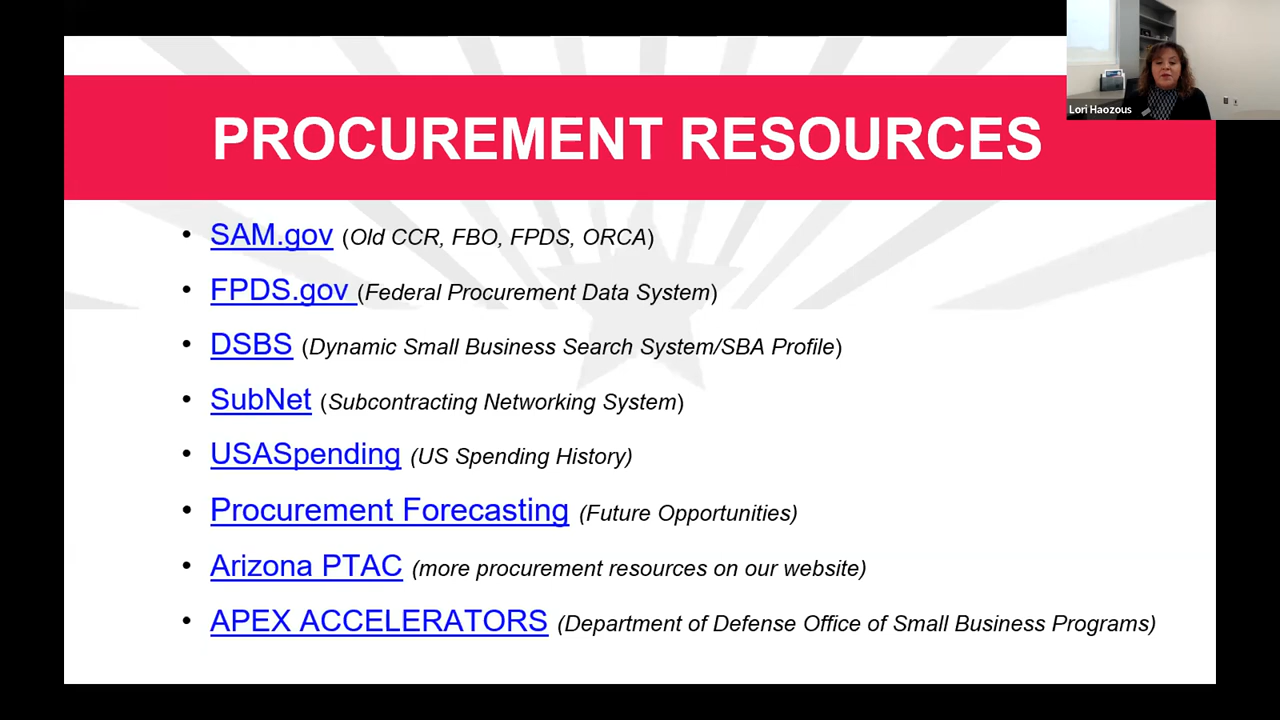 Lori Haozous
PROCUREMENT RESOURCES
• SAM.gov (Old CCR, FBO, FPDS, ORCA)
• FPDS.gov (Federal Procurement Data System)
• DSBS (Dynamic Small Business Search System/SBA Profile)
• SubNet (Subcontracting Networking System)
• USASpending (US Spending History)
• Procurement Forecasting (Future Opportunities)
• Arizona PTAC (more procurement resources on our website)
• APEX ACCELERATORS (Department of Defense Office of Small Business Programs)